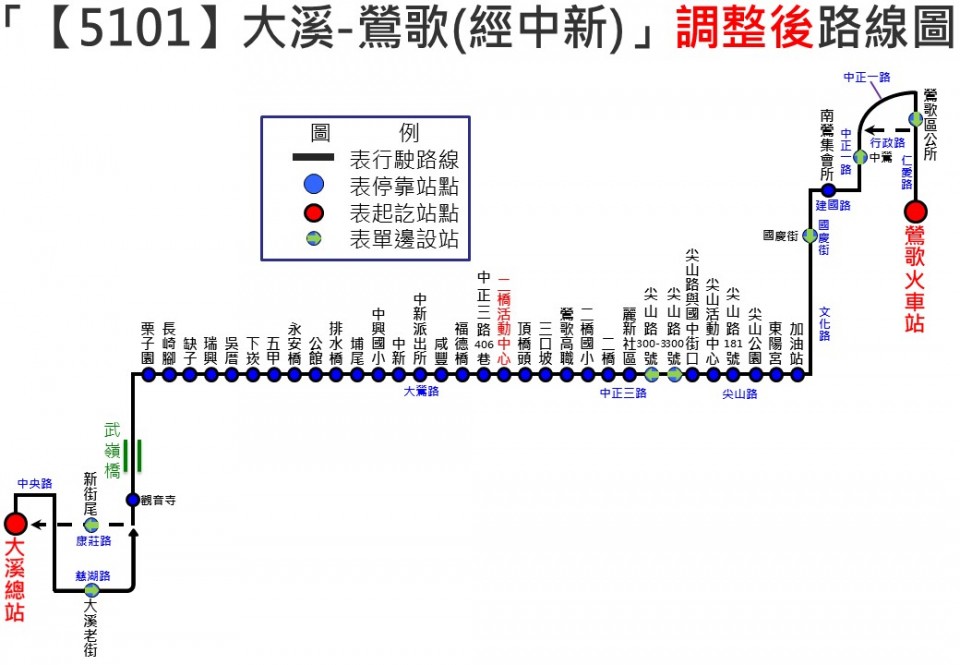 「【5101】大溪-鶯歌(經中新)」調整後路線圖
圖 例
表行駛路線
表停靠站點
表起訖站點
表單邊設站
中正一路
鶯歌區公所
行政路
中正一路
中鶯
仁愛路
南鶯集會所
建國路
鶯歌火車站
國慶街
國慶街
文化路
栗子園
長崎腳
缺子
瑞興
吳厝
下崁
五甲
永安橋
公館
排水橋
埔尾
中興國小
中新
中新派出所
咸豐
福德橋
中正三路406巷
二橋活動中心
頂橋頭
三口坡
鶯歌高職
二橋國小
二橋
麗新社區
尖山路300-3號
尖山路300號
尖山路與國中街口
尖山活動中心
尖山路181號
尖山公園
東陽宮
加油站
大鶯路
中正三路
尖山路
武嶺橋
觀音寺
中央路
新街尾
康莊路
大溪總站
慈湖路
大溪老街